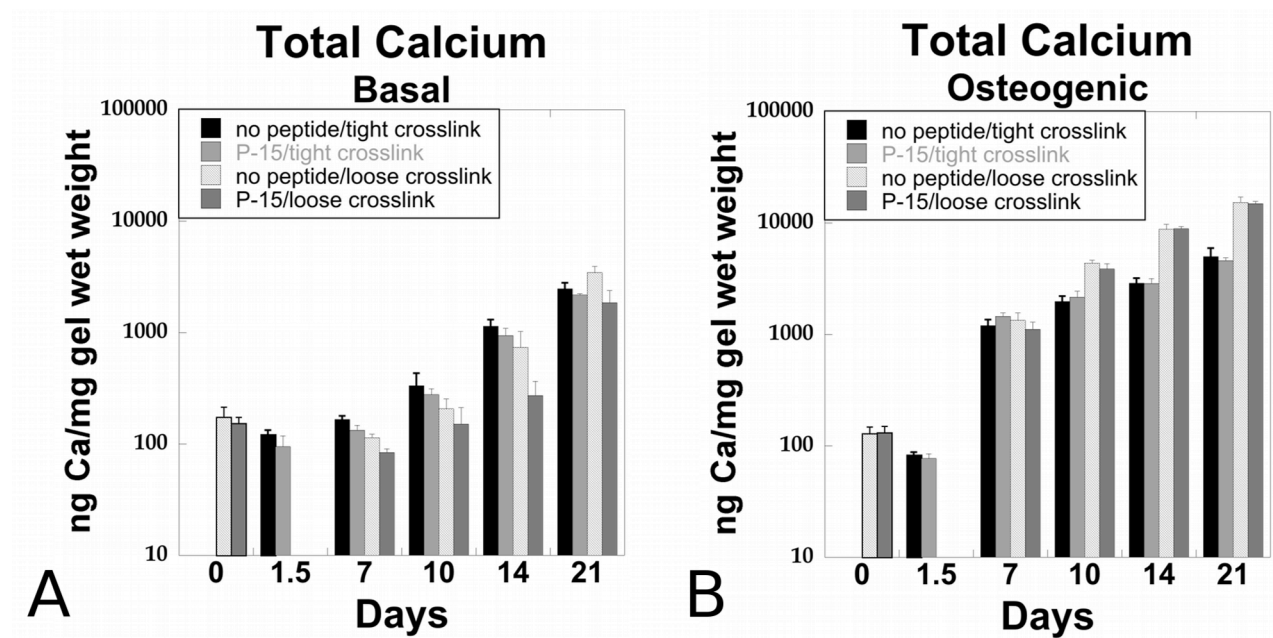 Total Calcium
Basal
ng Ca/mg gel wet weight
100000
10000
1000
100
10
no peptide/tight crosslink
P-15/tight crosslink
no peptide/loose crosslink
P-15/loose crosslink
0 1.5 7 10 14 21
Days
A
Total Calcium
Osteogenic
ng Ca/mg gel wet weight
100000
10000
1000
100
10
no peptide/tight crosslink
P-15/tight crosslink
no peptide/loose crosslink
P-15/loose crosslink
0 1.5 7 10 14 21
Days
B